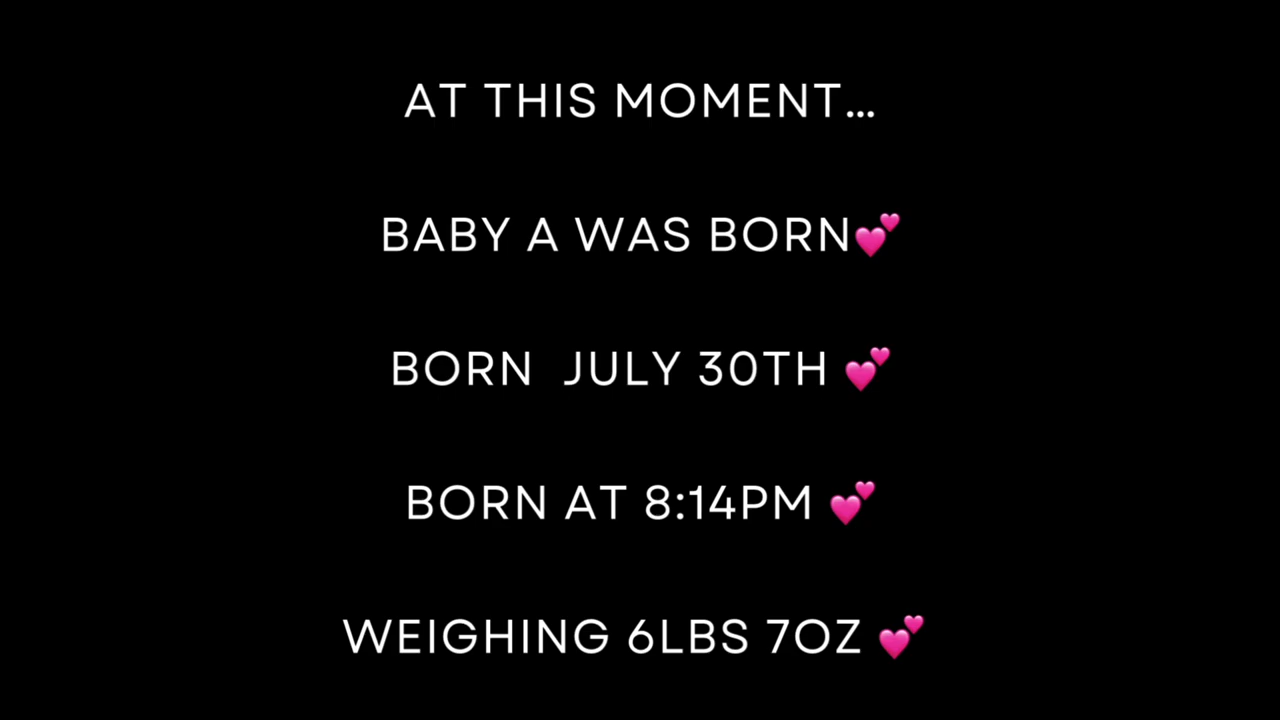 AT THIS MOMENT...
BABY A WAS BORN💕
BORN  JULY 30TH 💕
BORN AT 8:14PM 💕
WEIGHING 6LBS 7OZ 💕